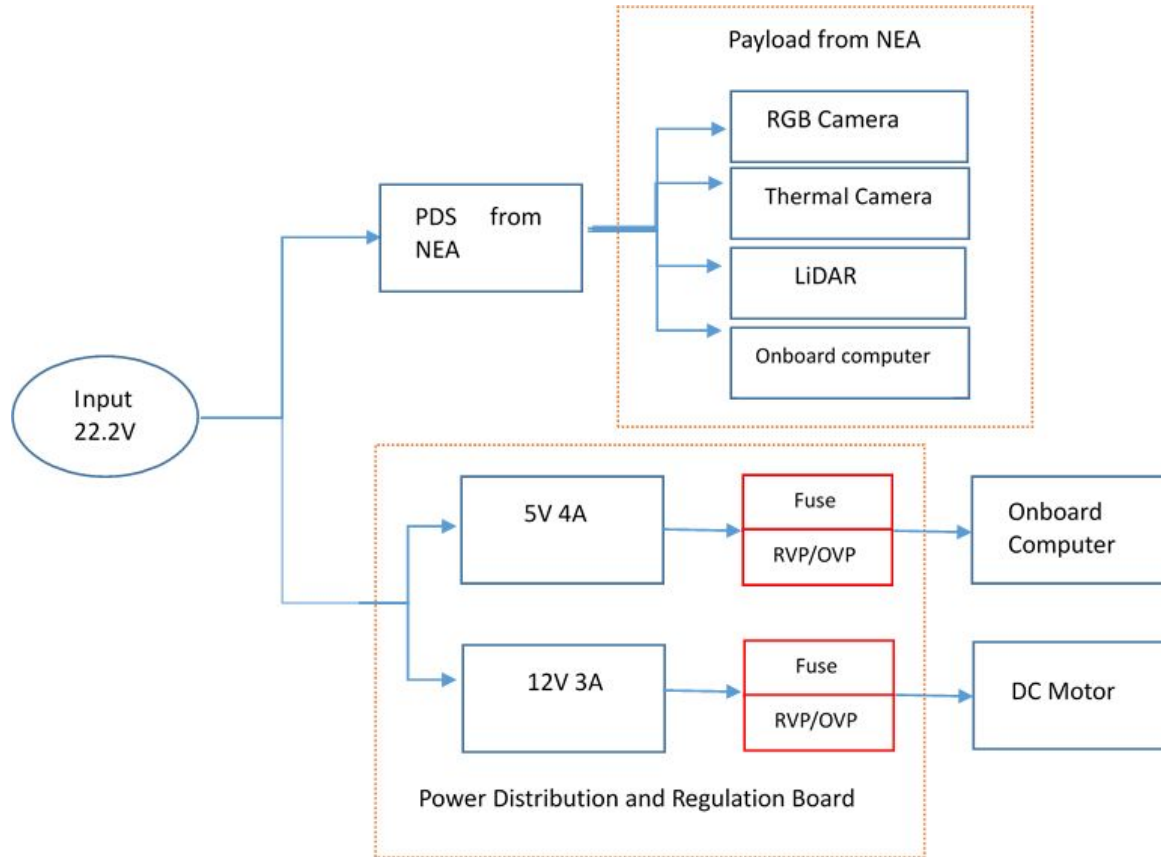 Payload from NEA
RGB Camera
Thermal Camera
LiDAR
Onboard computer
PDS from
NEA
Input
22.2V
5V 4A
Fuse
RVP/OVP
Onboard
Computer
12V 3A
Fuse
RVP/OVP
DC Motor
Power Distribution and Regulation Board